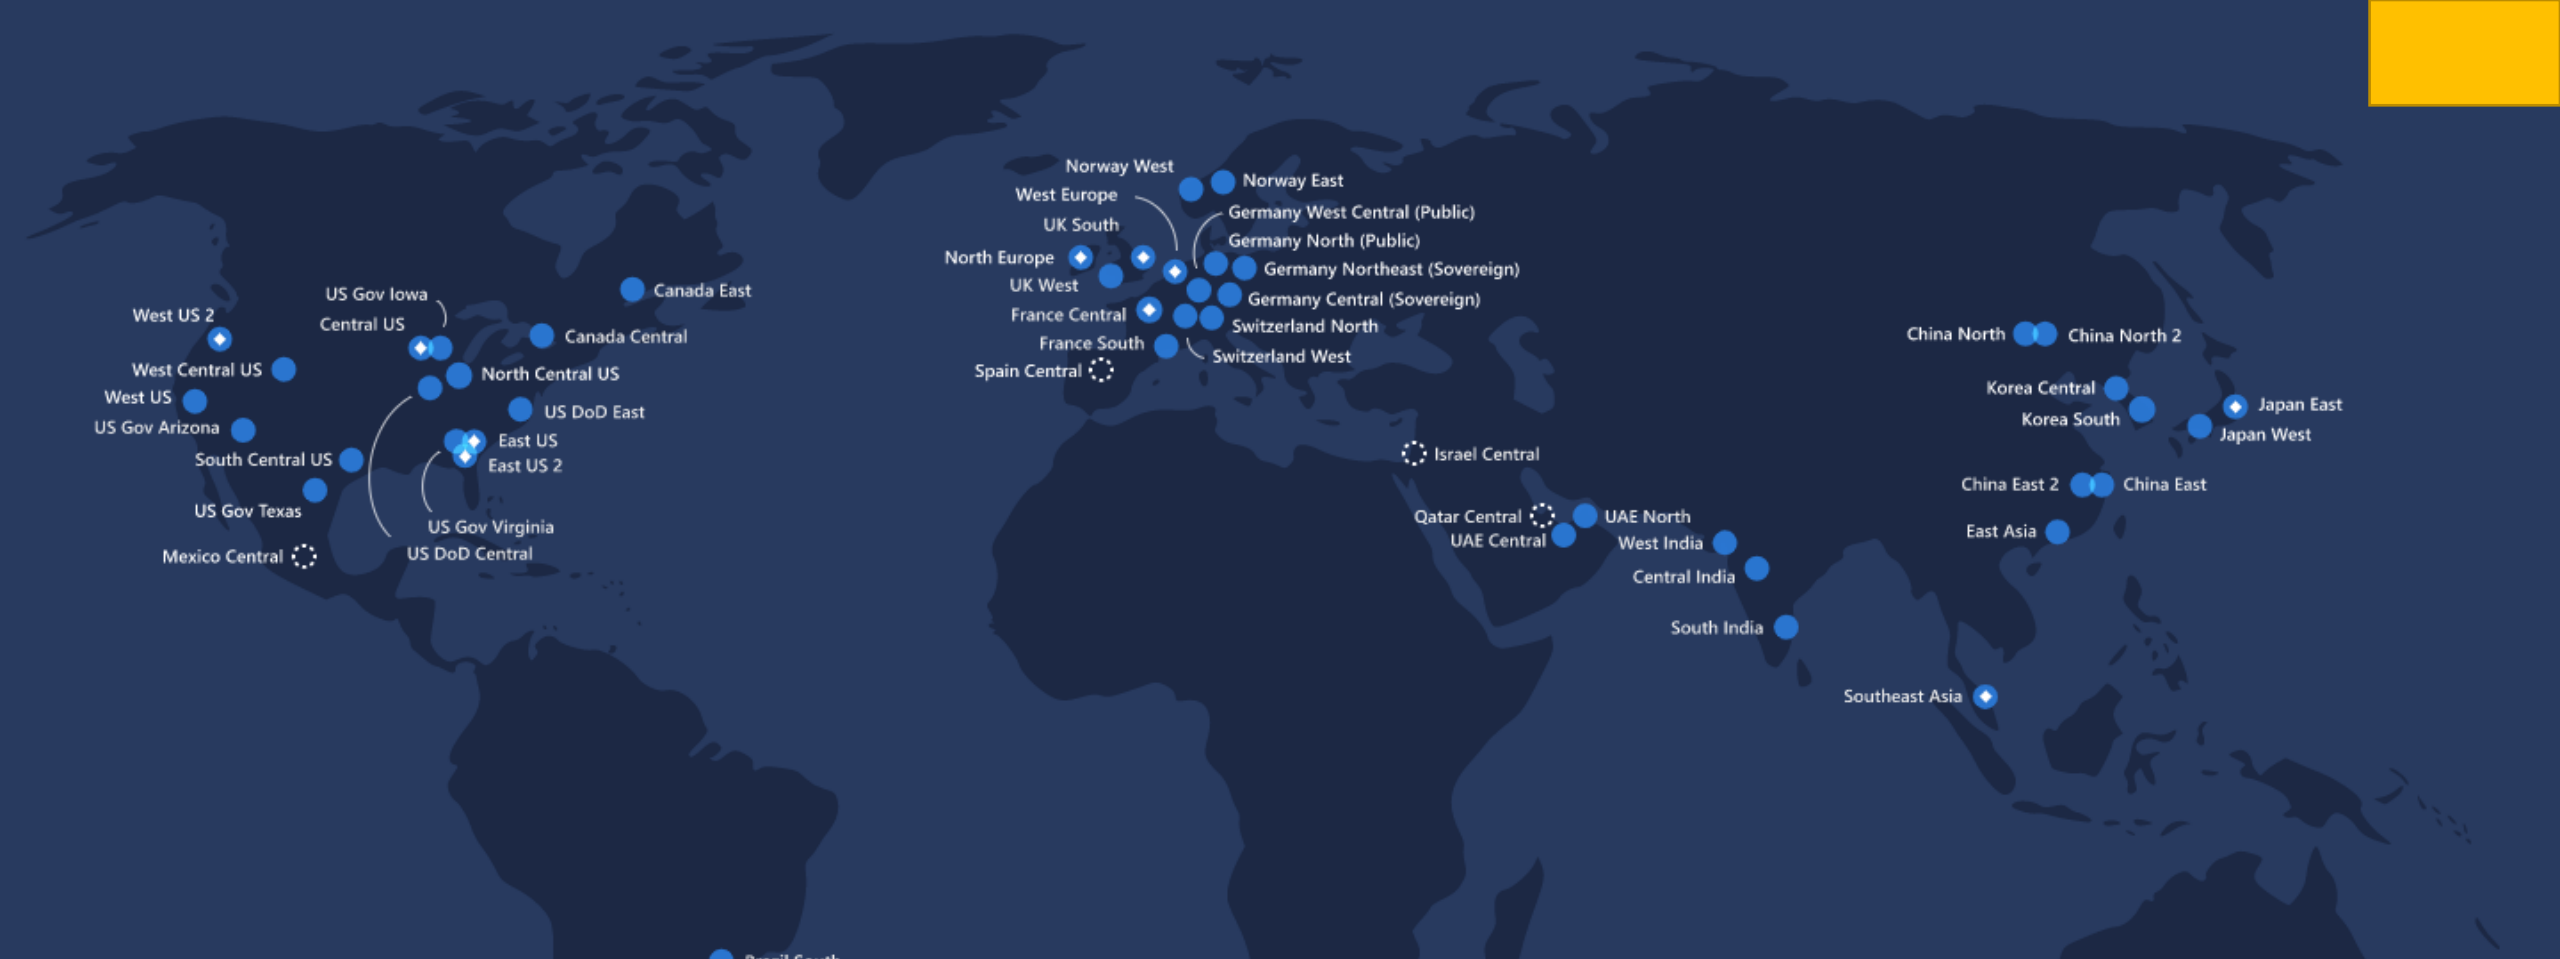 Norway West
Norway East
West Europe
Germany West Central (Public)
UK South
Germany North (Public)
North Europe
Germany Northeast (Sovereign)
UK West
Germany Central (Sovereign)
France Central
Switzerland North
France South
Switzerland West
Spain Central
Canada East
US Gov Iowa
West US 2
Central US
Canada Central
West Central US
North Central US
West US
US DoD East
US Gov Arizona
East US
South Central US
East US 2
US Gov Texas
US Gov Virginia
US DoD Central
Mexico Central
Israel Central
Qatar Central
UAE North
UAE Central
West India
Central India
South India
China North
China North 2
Korea Central
Japan East
Korea South
Japan West
China East 2
China East
East Asia
Southeast Asia
Brazil South